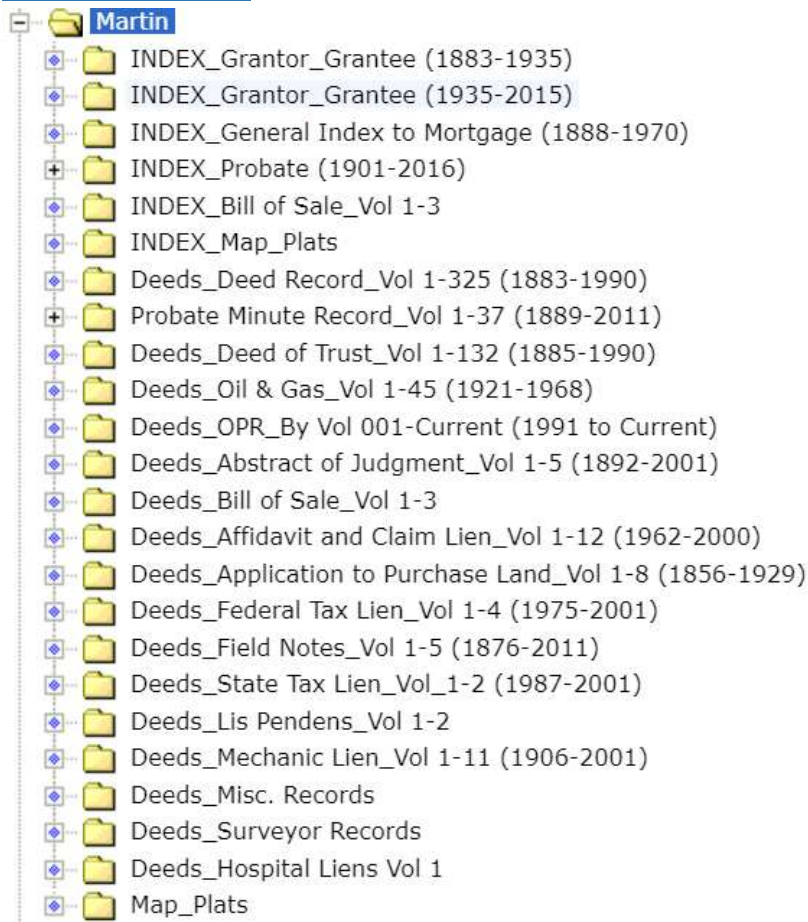 Martin
INDEX_Grantor_Grantee (1883-1935)
INDEX_Grantor_Grantee (1935-2015)
INDEX_General Index to Mortgage (1888-1970)
INDEX_Probate (1901-2016)
INDEX_Bill of Sale_Vol 1-3
INDEX_Map_Plats
Deeds_Deed Record_Vol 1-325 (1883-1990)
Probate Minute Record_Vol 1-37 (1889-2011)
Deeds_Deed of Trust_Vol 1-132 (1885-1990)
Deeds_Oil & Gas_Vol 1-45 (1921-1968)
Deeds_OPR_By Vol 001-Current (1991 to Current)
Deeds_Abstract of Judgment_Vol 1-5 (1892-2001)
Deeds_Bill of Sale_Vol 1-3
Deeds_Affidavit and Claim Lien_Vol 1-12 (1962-2000)
Deeds_Application to Purchase Land_Vol 1-8 (1856-1929)
Deeds_Federal Tax Lien_Vol 1-4 (1975-2001)
Deeds_Field Notes_Vol 1-5 (1876-2011)
Deeds_State Tax Lien_Vol_1-2 (1987-2001)
Deeds_Lis Pendens_Vol 1-2
Deeds_Mechanic Lien_Vol 1-11 (1906-2001)
Deeds_Misc. Records
Deeds_Surveyor Records
Deeds_Hospital Liens Vol 1
Map_Plats